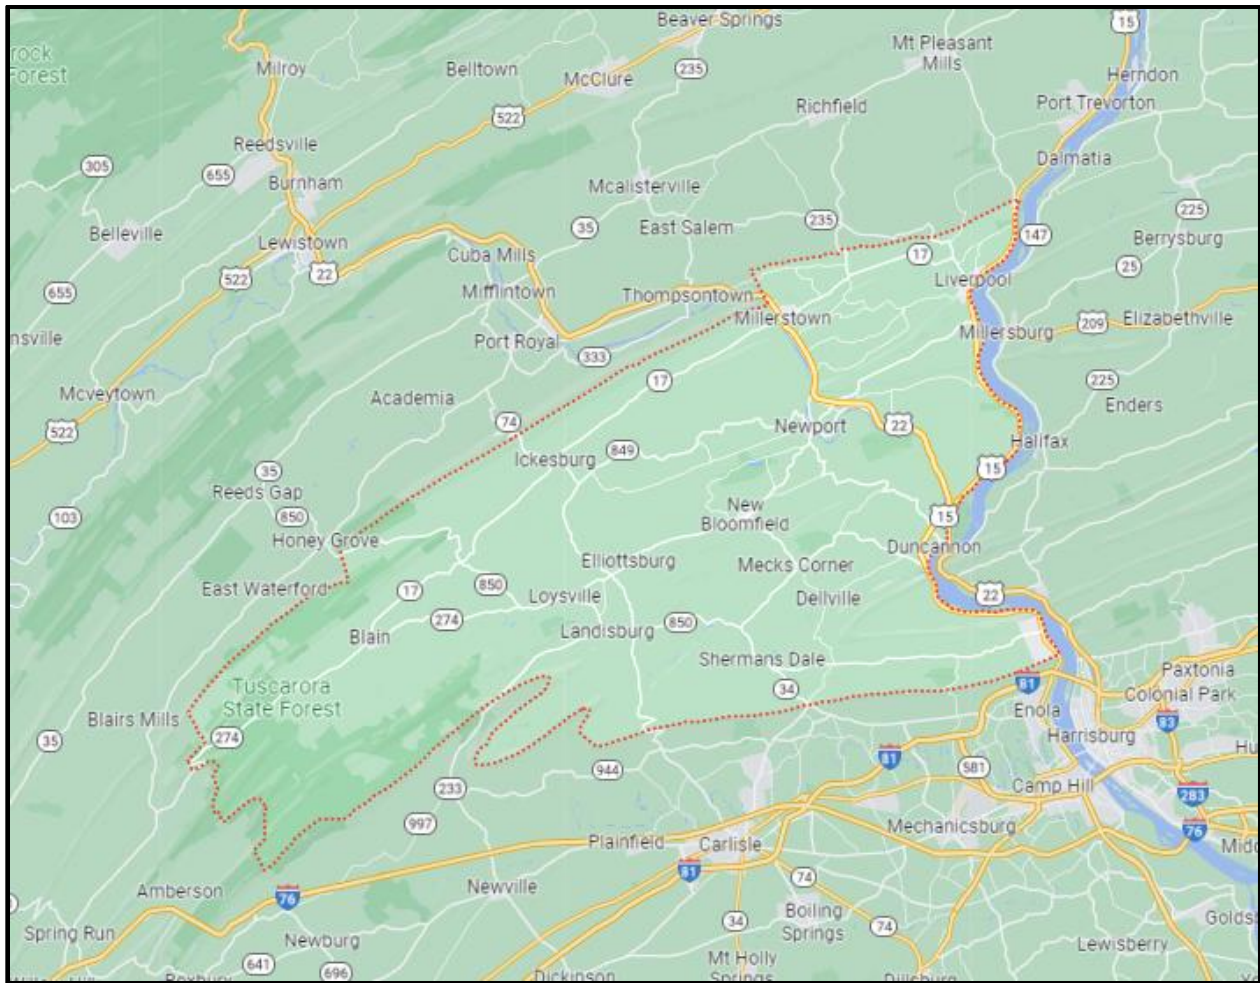 Beaver Springs
15
rock
Forest
Milroy
Belltown
McClure
235
Mt Pleasant
Mills
Herndon
Richfield
Port Trevorton
522
Reedsville
305
655
Burnham
Mcalisterville
Dalmatia
Belleville
Lewistown
35
East Salem
235
225
147
Berrysburg
Cuba Mills
17
25
522
22
655
Mifflintown
Thompsontown
Liverpool
Millerstown
Millersburg
209
Elizabethville
nsville
Port Royal
333
17
225
Mcveytown
Academia
Enders
522
74
Newport
22
Halifax
Ickesburg
849
35
15
Reeds Gap
850
103
New
Bloomfield
15
Honey Grove
Duncannon
Elliottsburg
Mecks Corner
East Waterford
17
850
Loysville
22
Dellville
274
Blain
Landisburg
850
Shermans Dale
Paxtonia
Tuscarora
State Forest
34
81
Colonial Park
Blairs Mills
274
Enola
83
35
Harrisburg
Hu
81
944
581
233
Camp Hill
283
997
Mechanicsburg
76
Plainfield
Carlisle
Mid
81
Amberson
76
Newville
74
Boiling
Springs
34
74
Golds
Spring Run
Newburg
Lewisberry
641
696
Mt Holly
Springs
Roxbury
Dickinson
Dillsburg